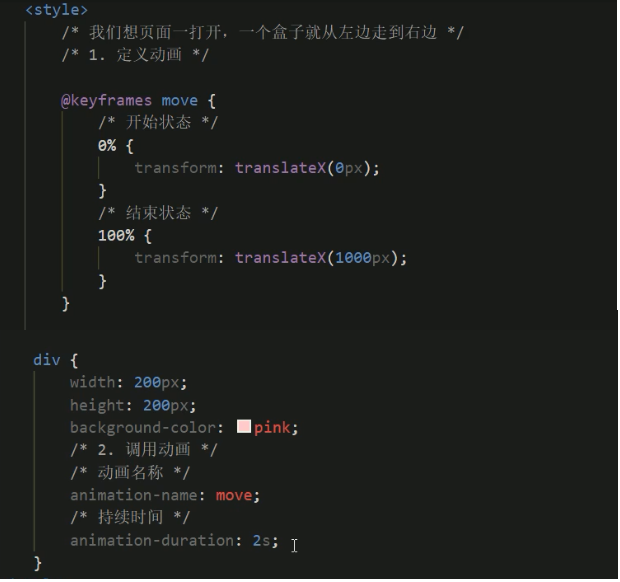 <style>
/* 我们想页面一打开，一个盒子就从左边走到右边 */
/* 1. 定义动画 */
@keyframes move {
/* 开始状态 */
0% {
transform: translateX(0px);
}
/* 结束状态 */
100% {
transform: translateX(1000px);
}
}
div {
width: 200px;
height: 200px;
background-color: pink;
/* 2. 调用动画 */
/* 动画名称 */
animation-name: move;
/* 持续时间 */
animation-duration: 2s;
}